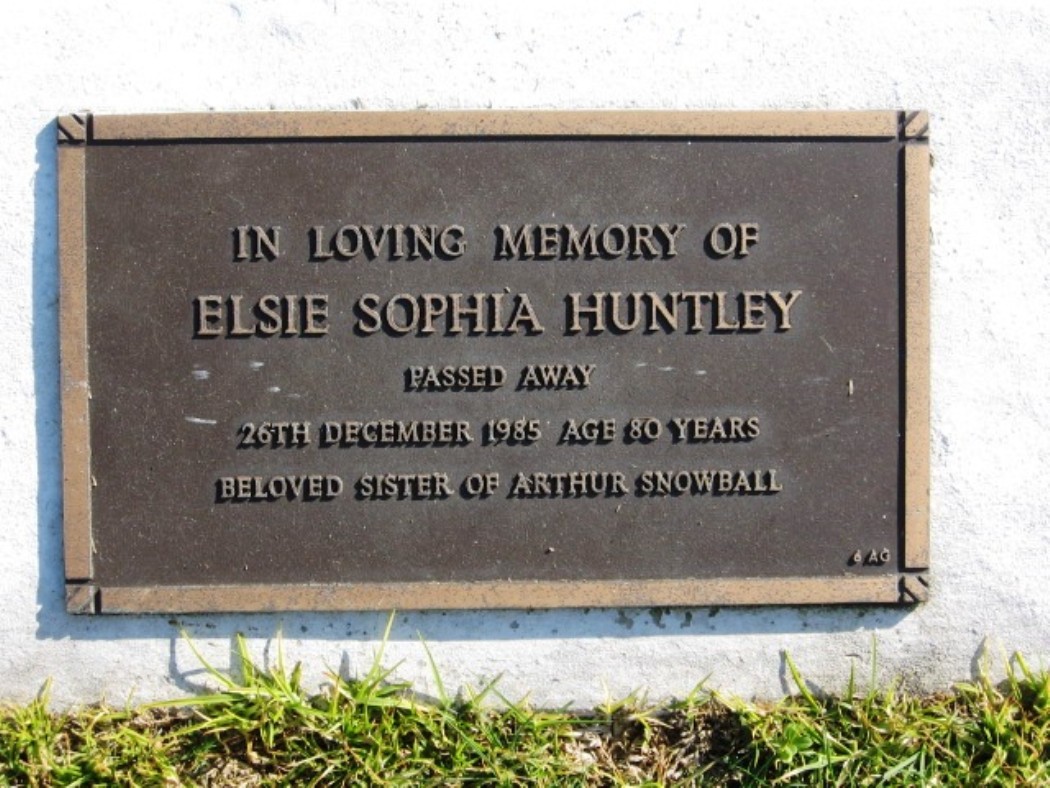 IN LOVING MEMORY OF
ELSIE SOPHIA HUNTLEY
PASSED AWAY
26TH DECEMBER 1985 AGE 80 YEARS
BELOVED SISTER OF ARTHUR SNOWBALL
6 AG